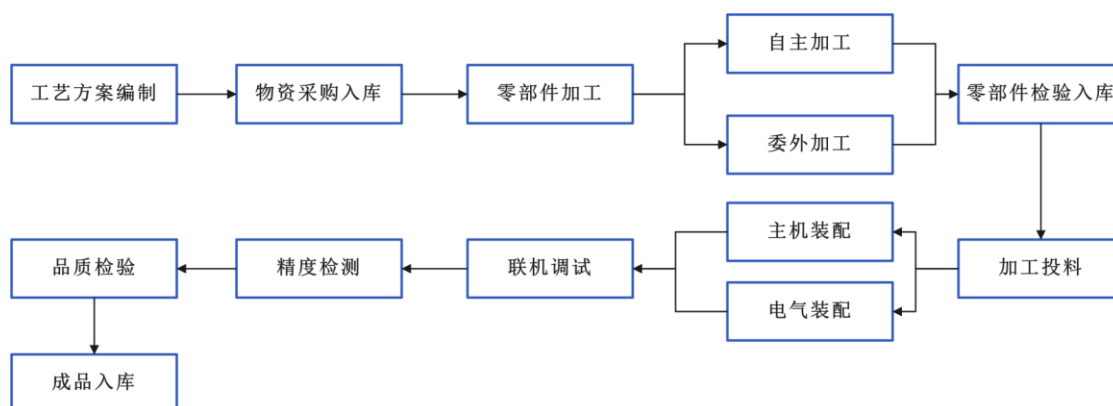 工艺方案编制
物资采购入库
零部件加工
自主加工
委外加工
零部件检验入库
加工投料
主机装配
电气装配
联机调试
精度检测
品质检验
成品入库